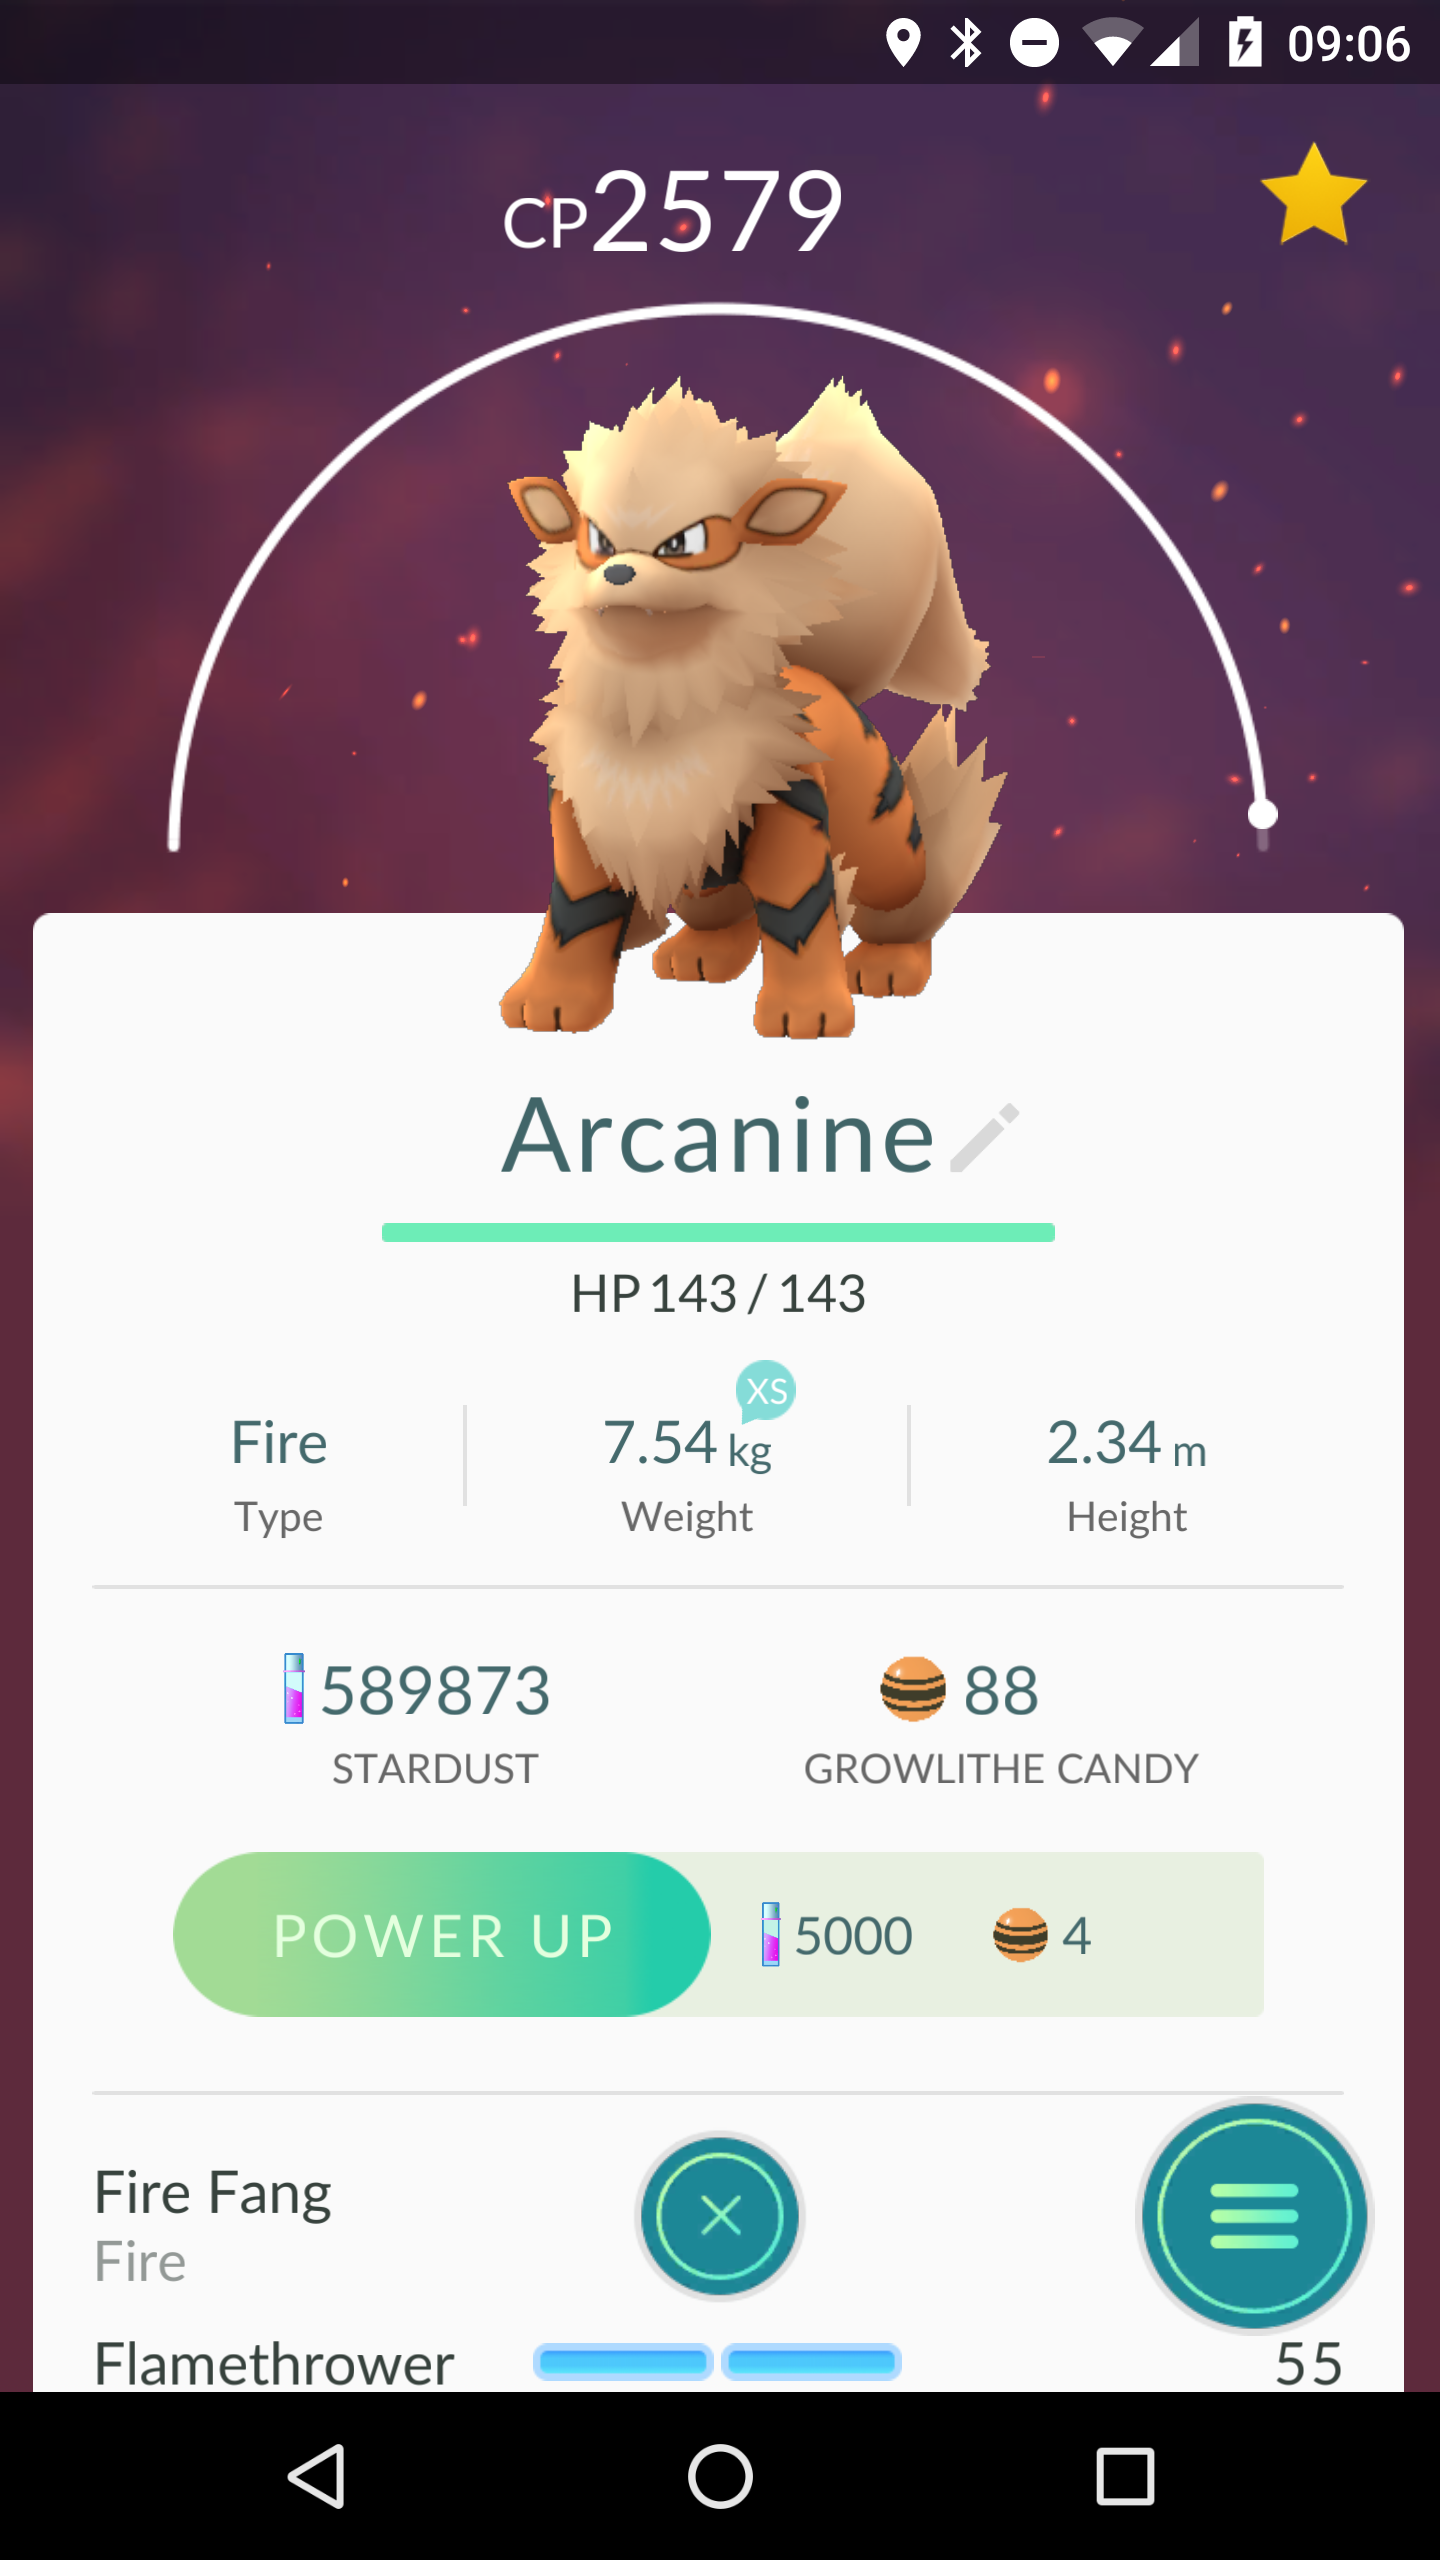 09:06
CP2579
Arcanine
HP 143 / 143
XS
Fire 7.54 kg 2.34 m
Type Weight Height
589873 88
STARDUST GROWLITHE CANDY
POWER UP 5000 4
Fire Fang
Fire
Flamethrower 55